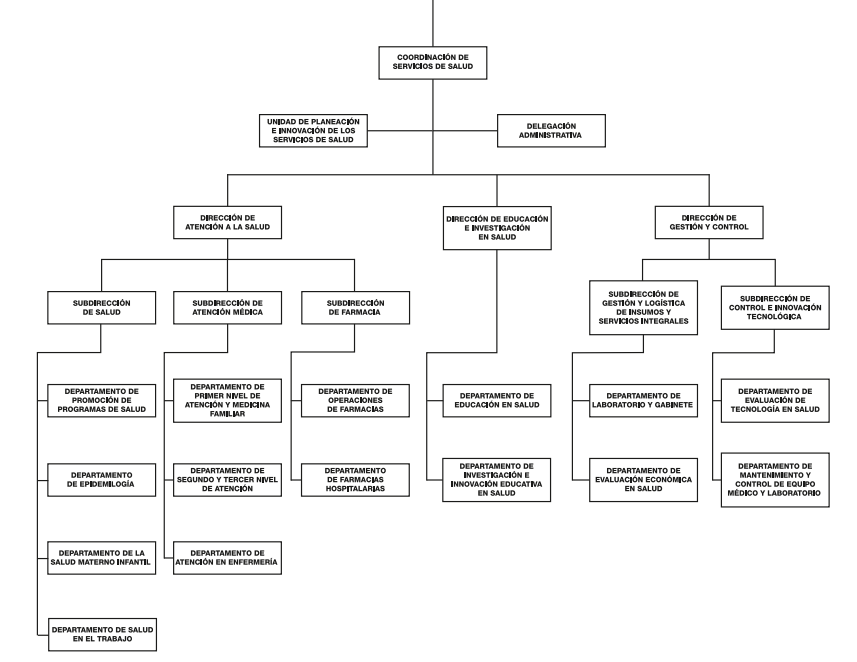 COORDINACIÓN DE
SERVICIOS DE SALUD
UNIDAD DE PLANEACIÓN
E INNOVACIÓN DE LOS
SERVICIOS DE SALUD
DELEGACIÓN
ADMINISTRATIVA
DIRECCIÓN DE
ATENCIÓN A LA SALUD
DIRECCIÓN DE EDUCACIÓN
E INVESTIGACIÓN
EN SALUD
DIRECCIÓN DE
GESTIÓN Y CONTROL
SUBDIRECCIÓN
DE SALUD
SUBDIRECCIÓN DE
ATENCIÓN MÉDICA
SUBDIRECCIÓN
DE FARMACIA
SUBDIRECCIÓN DE
GESTIÓN Y LOGÍSTICA
DE INSUMOS Y
SERVICIOS INTEGRALES
SUBDIRECCIÓN DE
CONTROL E INNOVACIÓN
TECNOLÓGICA
DEPARTAMENTO DE
PROMOCIÓN DE
PROGRAMAS DE SALUD
DEPARTAMENTO DE
PRIMER NIVEL DE
ATENCIÓN Y MEDICINA
FAMILIAR
DEPARTAMENTO DE
OPERACIONES
DE FARMACIAS
DEPARTAMENTO DE
EDUCACIÓN EN SALUD
DEPARTAMENTO DE
LABORATORIO Y GABINETE
DEPARTAMENTO DE
EVALUACIÓN DE
TECNOLOGÍA EN SALUD
DEPARTAMENTO
DE EPIDEMILOGÍA
DEPARTAMENTO DE
SEGUNDO Y TERCER NIVEL
DE ATENCIÓN
DEPARTAMENTO
DE FARMACIAS
HOSPITALARIAS
DEPARTAMENTO DE
INVESTIGACIÓN E
INNOVACIÓN EDUCATIVA
EN SALUD
DEPARTAMENTO DE
EVALUACIÓN ECONÓMICA
EN SALUD
DEPARTAMENTO DE
MANTENIMIENTO Y
CONTROL DE EQUIPO
MÉDICO Y LABORATORIO
DEPARTAMENTO DE LA
SALUD MATERNO INFANTIL
DEPARTAMENTO DE
ATENCIÓN EN ENFERMERÍA
DEPARTAMENTO DE SALUD
EN EL TRABAJO